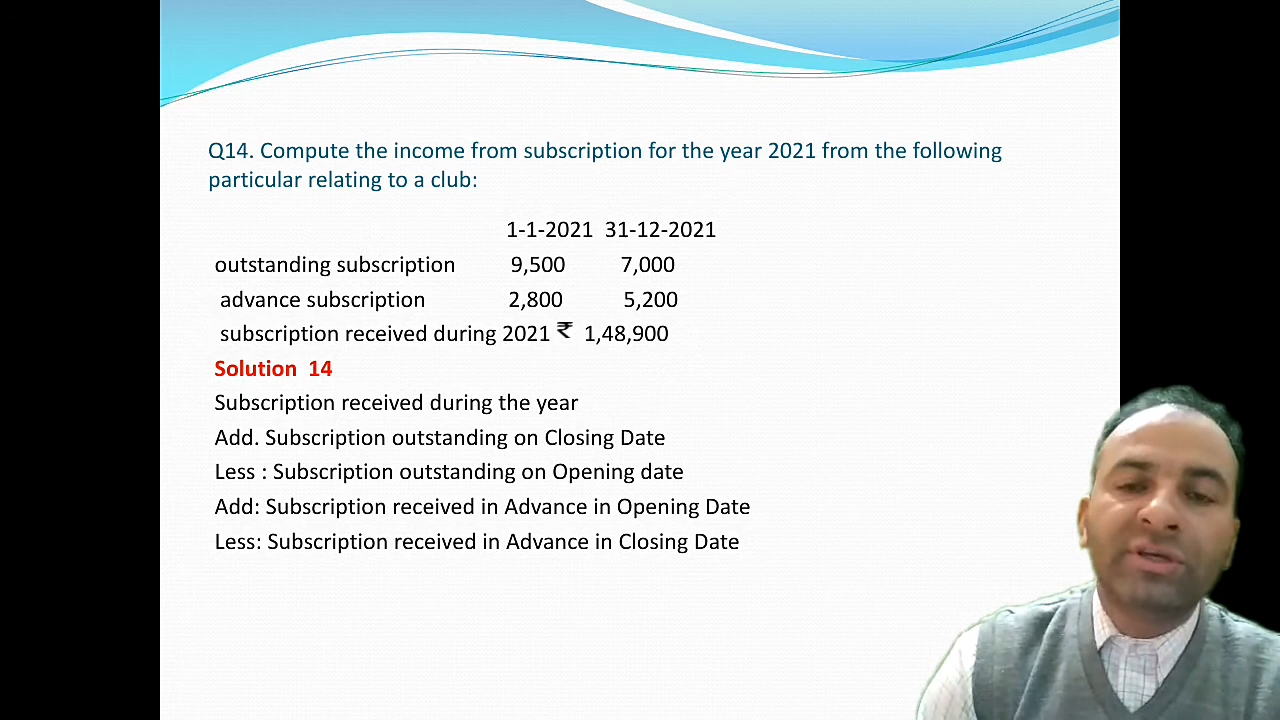 Q14. Compute the income from subscription for the year 2021 from the following
particular relating to a club:
1-1-2021 31-12-2021
outstanding subscription 9,500 7,000
advance subscription 2,800 5,200
subscription received during 2021 ₹ 1,48,900
Solution 14
Subscription received during the year
Add. Subscription outstanding on Closing Date
Less : Subscription outstanding on Opening date
Add: Subscription received in Advance in Opening Date
Less: Subscription received in Advance in Closing Date